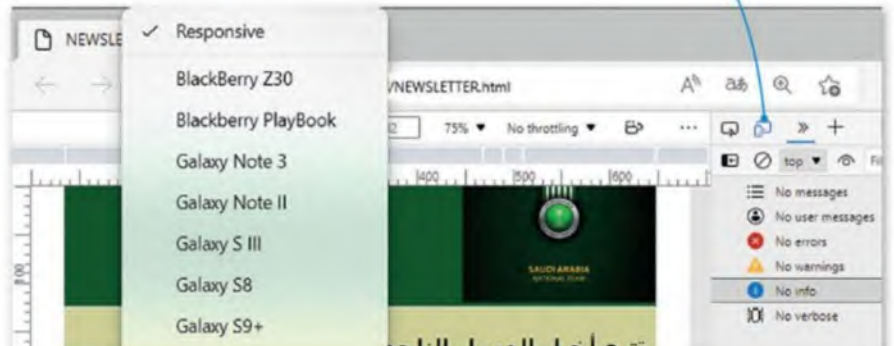 NEWSLE
✓ Responsive
BlackBerry Z30
Blackberry PlayBook
Galaxy Note 3
Galaxy Note II
Galaxy S III
Galaxy S8
Galaxy S9+
/NEWSLETTER.html
75% ▼ No throttling ▼
400 500 600
SAUDI ARABIA
NATIONAL TEAM
top ▼
No messages
No user messages
No errors
No warnings
No info
No verbose